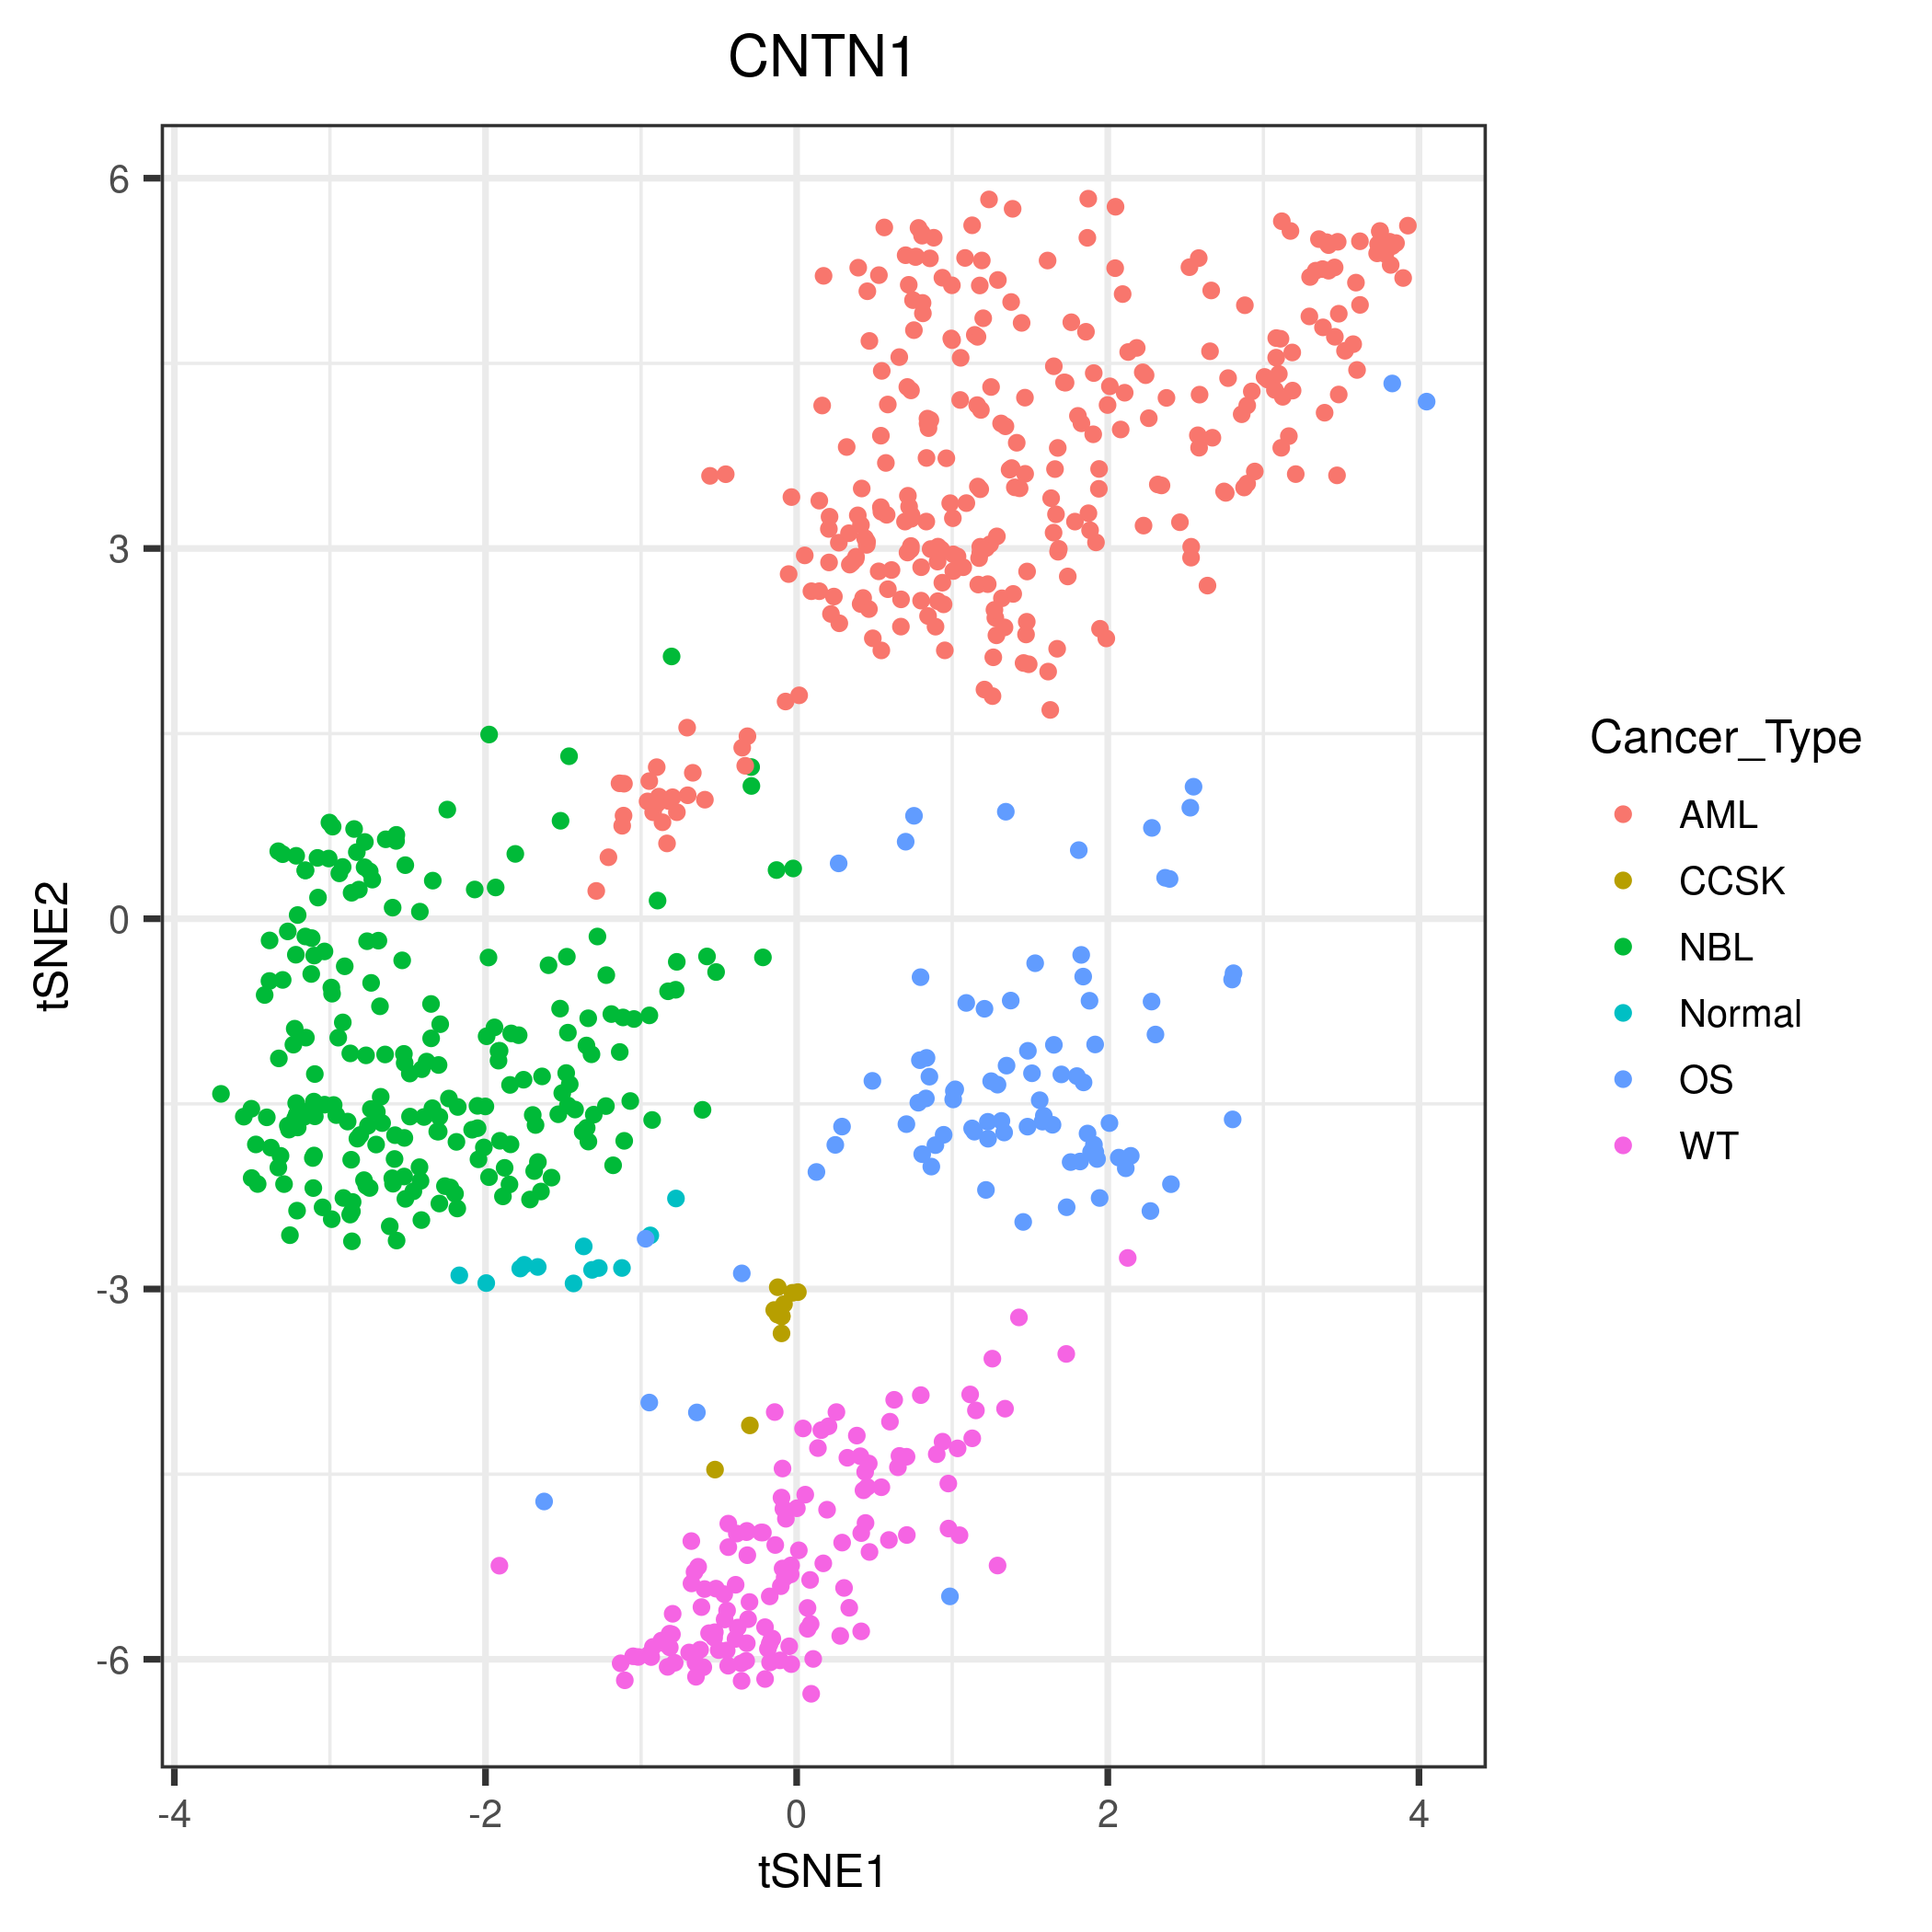 CNTN1
6
3
0
-3
-6
tSNE2
-4
-2
0
2
4
tSNE1
Cancer_Type
AML
CCSK
NBL
Normal
OS
WT